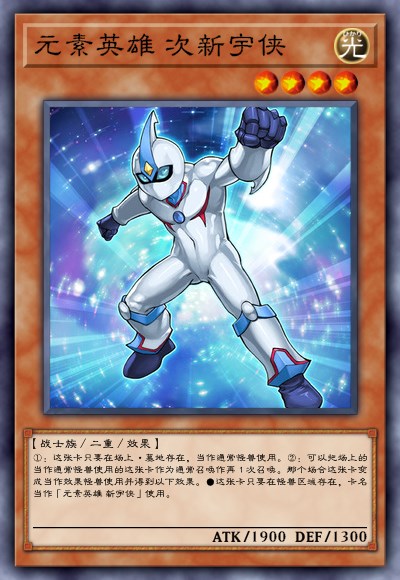 元素英雄 次新宇侠
ひかり
光
【战士族／二重／效果】
①：这张卡只要在场上・墓地存在，当作通常怪兽使用。②：可以把场上的
当作通常怪兽使用的这张卡作为通常召唤作再1次召唤。那个场合这张卡变
成当作效果怪兽使用并得到以下效果。●这张卡只要在怪兽区域存在，卡名
当作「元素英雄 新宇侠」使用。
ATK/1900 DEF/1300